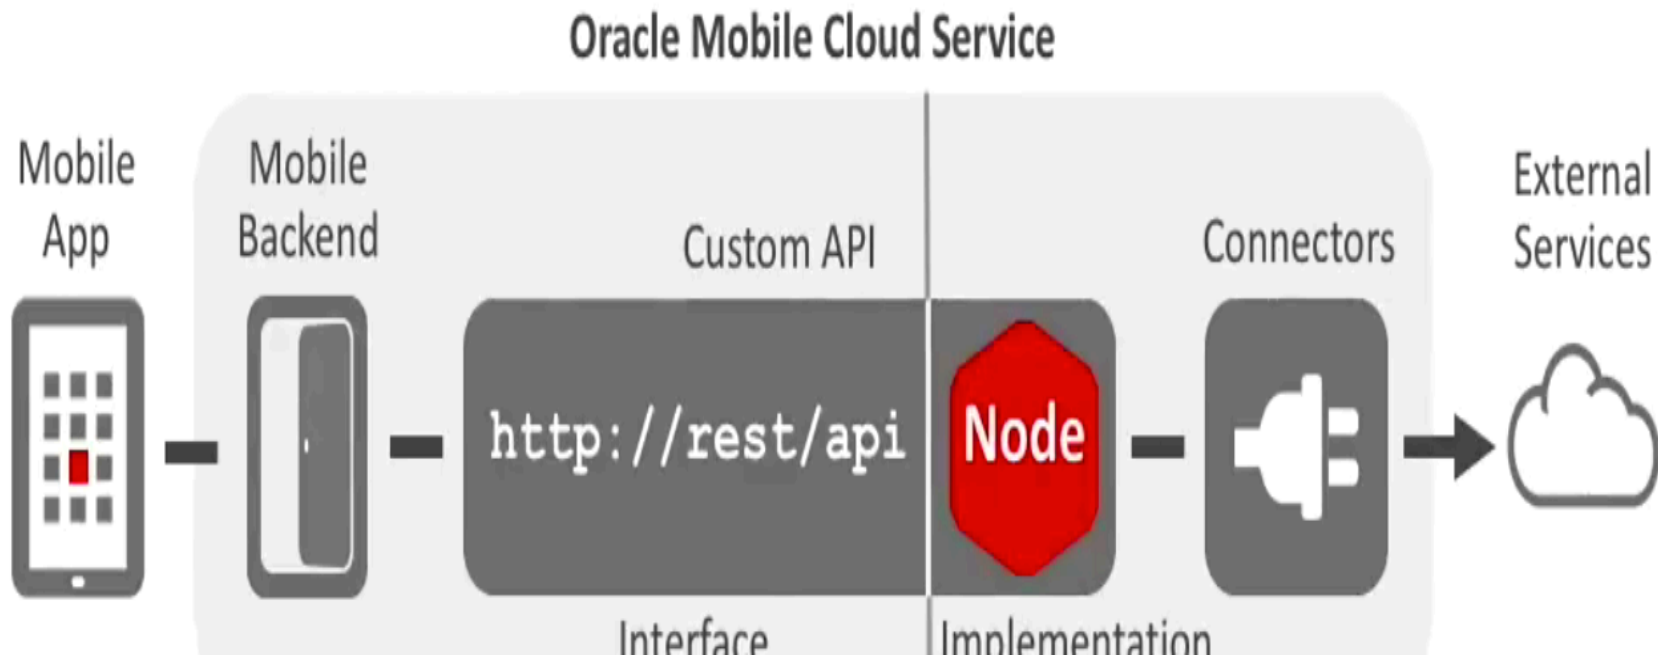 Oracle Mobile Cloud Service
Mobile
App
Mobile
Backend
Custom API
Connectors
External
Services
http://rest/api
Node
Interface
Implementation